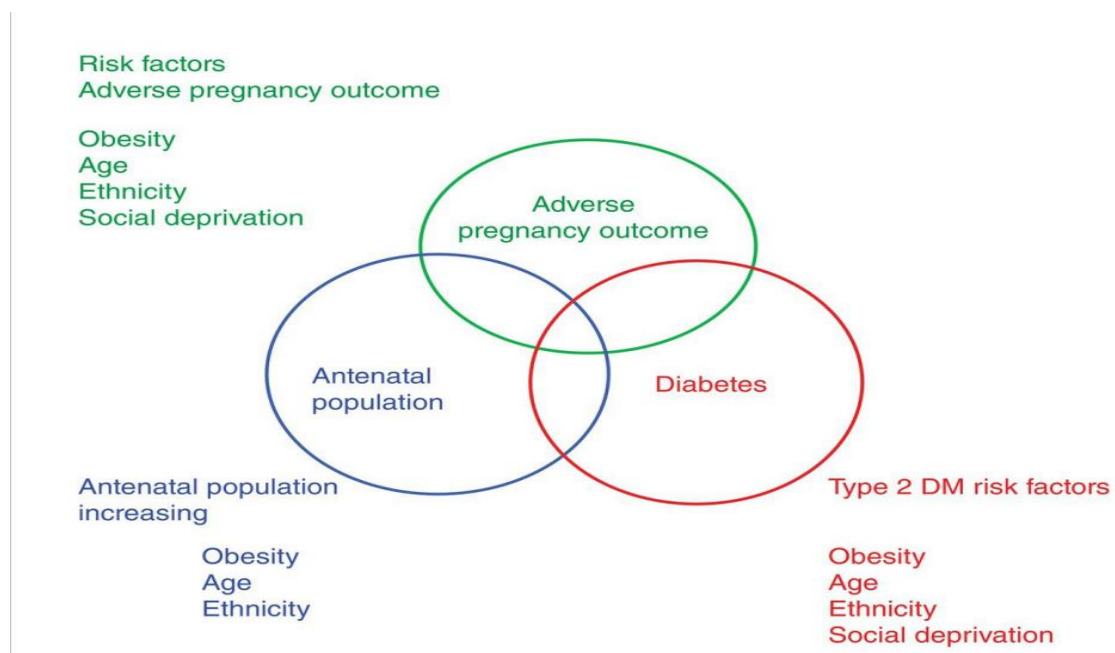 Risk factors
Adverse pregnancy outcome
Obesity
Age
Ethnicity
Social deprivation
Adverse
pregnancy outcome
Antenatal
population
Diabetes
Antenatal population
increasing
Obesity
Age
Ethnicity
Type 2 DM risk factors
Obesity
Age
Ethnicity
Social deprivation